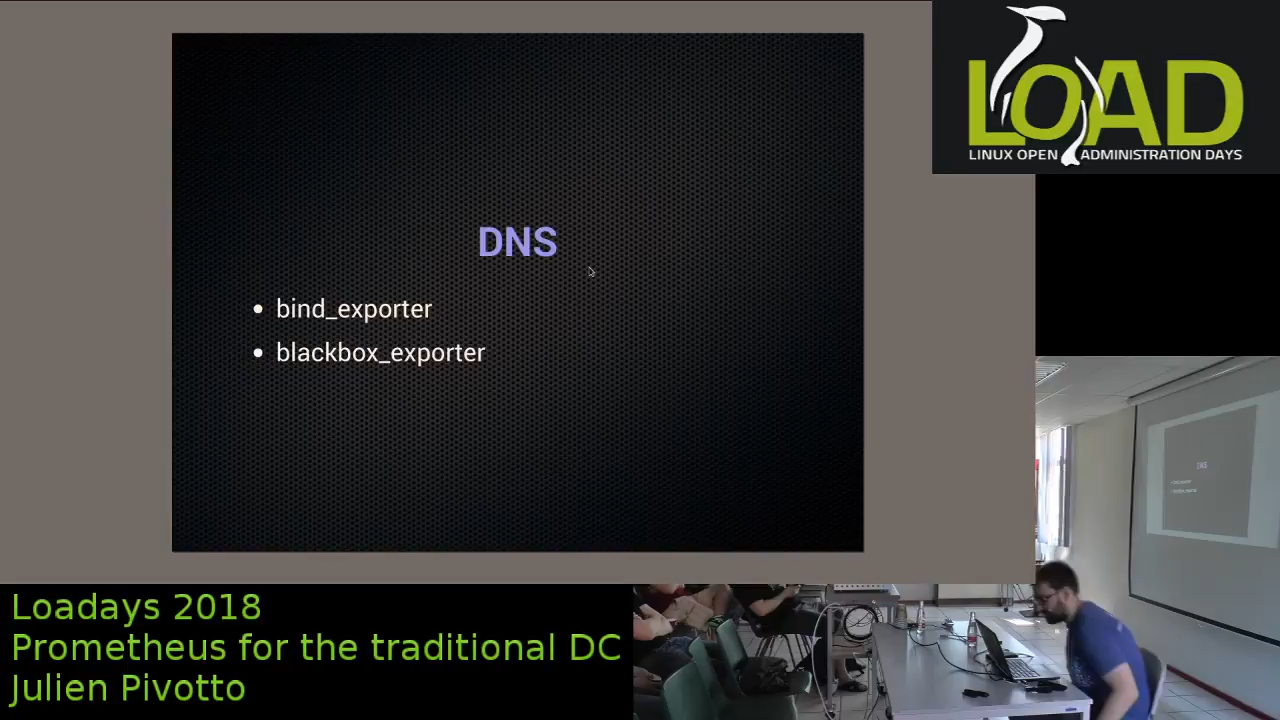 LOAD
LINUX OPEN ADMINISTRATION DAYS
DNS
bind_exporter
blackbox_exporter
Loadays 2018
Prometheus for the traditional DC
Julien Pivotto